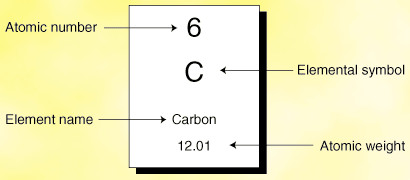 Atomic number
6
C
Elemental symbol
Element name
Carbon
12.01
Atomic weight